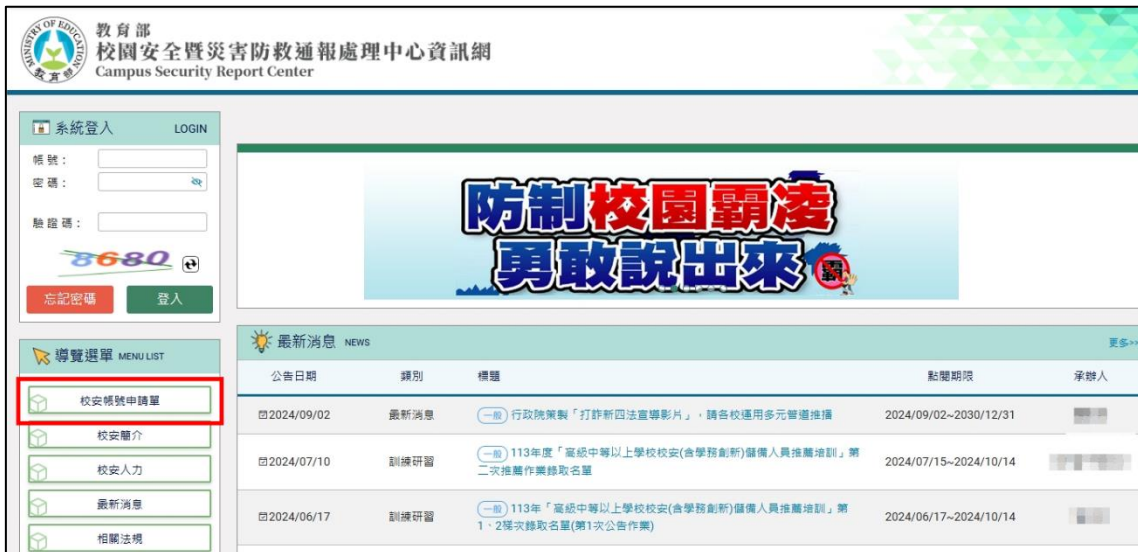 MINISTRY OF EDUCATION
教育部
教育部
校園安全暨災害防救通報處理中心資訊網
Campus Security Report Center
系統登入 LOGIN
帳號：
密碼：
驗證碼：
8680
忘記密碼 登入
防制校園霸凌
勇敢說出來 霸
導覽選單 MENU LIST
校安帳號申請單
校安簡介
校安人力
最新消息
相關法規
最新消息 NEWS 更多>>
公告日期 類別 標題 點閱期限 承辦人
2024/09/02 最新消息 一般 行政院策製「打詐新四法宣導影片」，請各校運用多元管道推播 2024/09/02~2030/12/31
2024/07/10 訓練研習 一般 113年度「高級中等以上學校校安(含學務創新)儲備人員推薦培訓」第
二次推薦作業錄取名單 2024/07/15~2024/10/14
2024/06/17 訓練研習 一般 113年「高級中等以上學校校安(含學務創新)儲備人員推薦培訓」第
1、2梯次錄取名單(第1次公告作業) 2024/06/17~2024/10/14